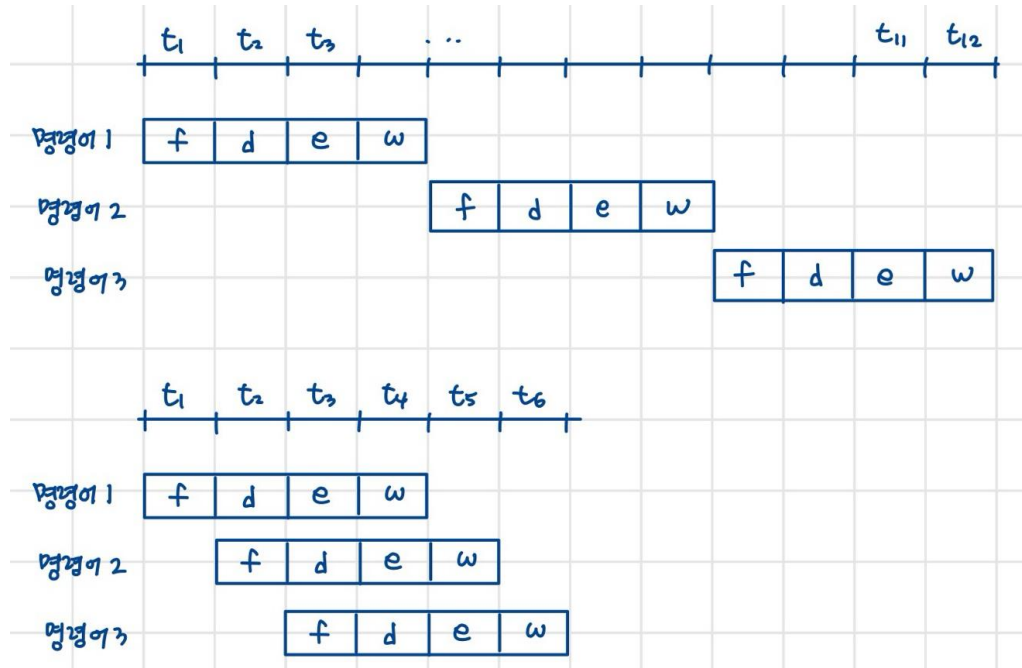 t₁ t₂ t₃ ... t₁₁ t₁₂
명령어 1 f d e w
명령어 2 f d e w
명령어 3 f d e w
t₁ t₂ t₃ t₄ t₅ t₆
명령어 1 f d e w
명령어 2 f d e w
명령어 3 f d e w